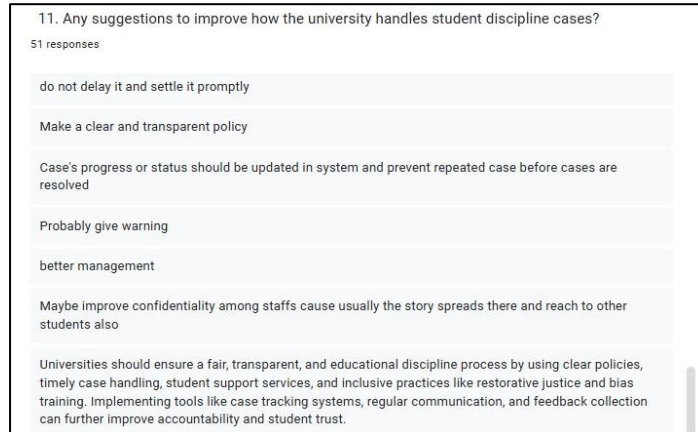 11. Any suggestions to improve how the university handles student discipline cases?
51 responses
do not delay it and settle it promptly
Make a clear and transparent policy
Case's progress or status should be updated in system and prevent repeated case before cases are
resolved
Probably give warning
better management
Maybe improve confidentiality among staffs cause usually the story spreads there and reach to other
students also
Universities should ensure a fair, transparent, and educational discipline process by using clear policies,
timely case handling, student support services, and inclusive practices like restorative justice and bias
training. Implementing tools like case tracking systems, regular communication, and feedback collection
can further improve accountability and student trust.